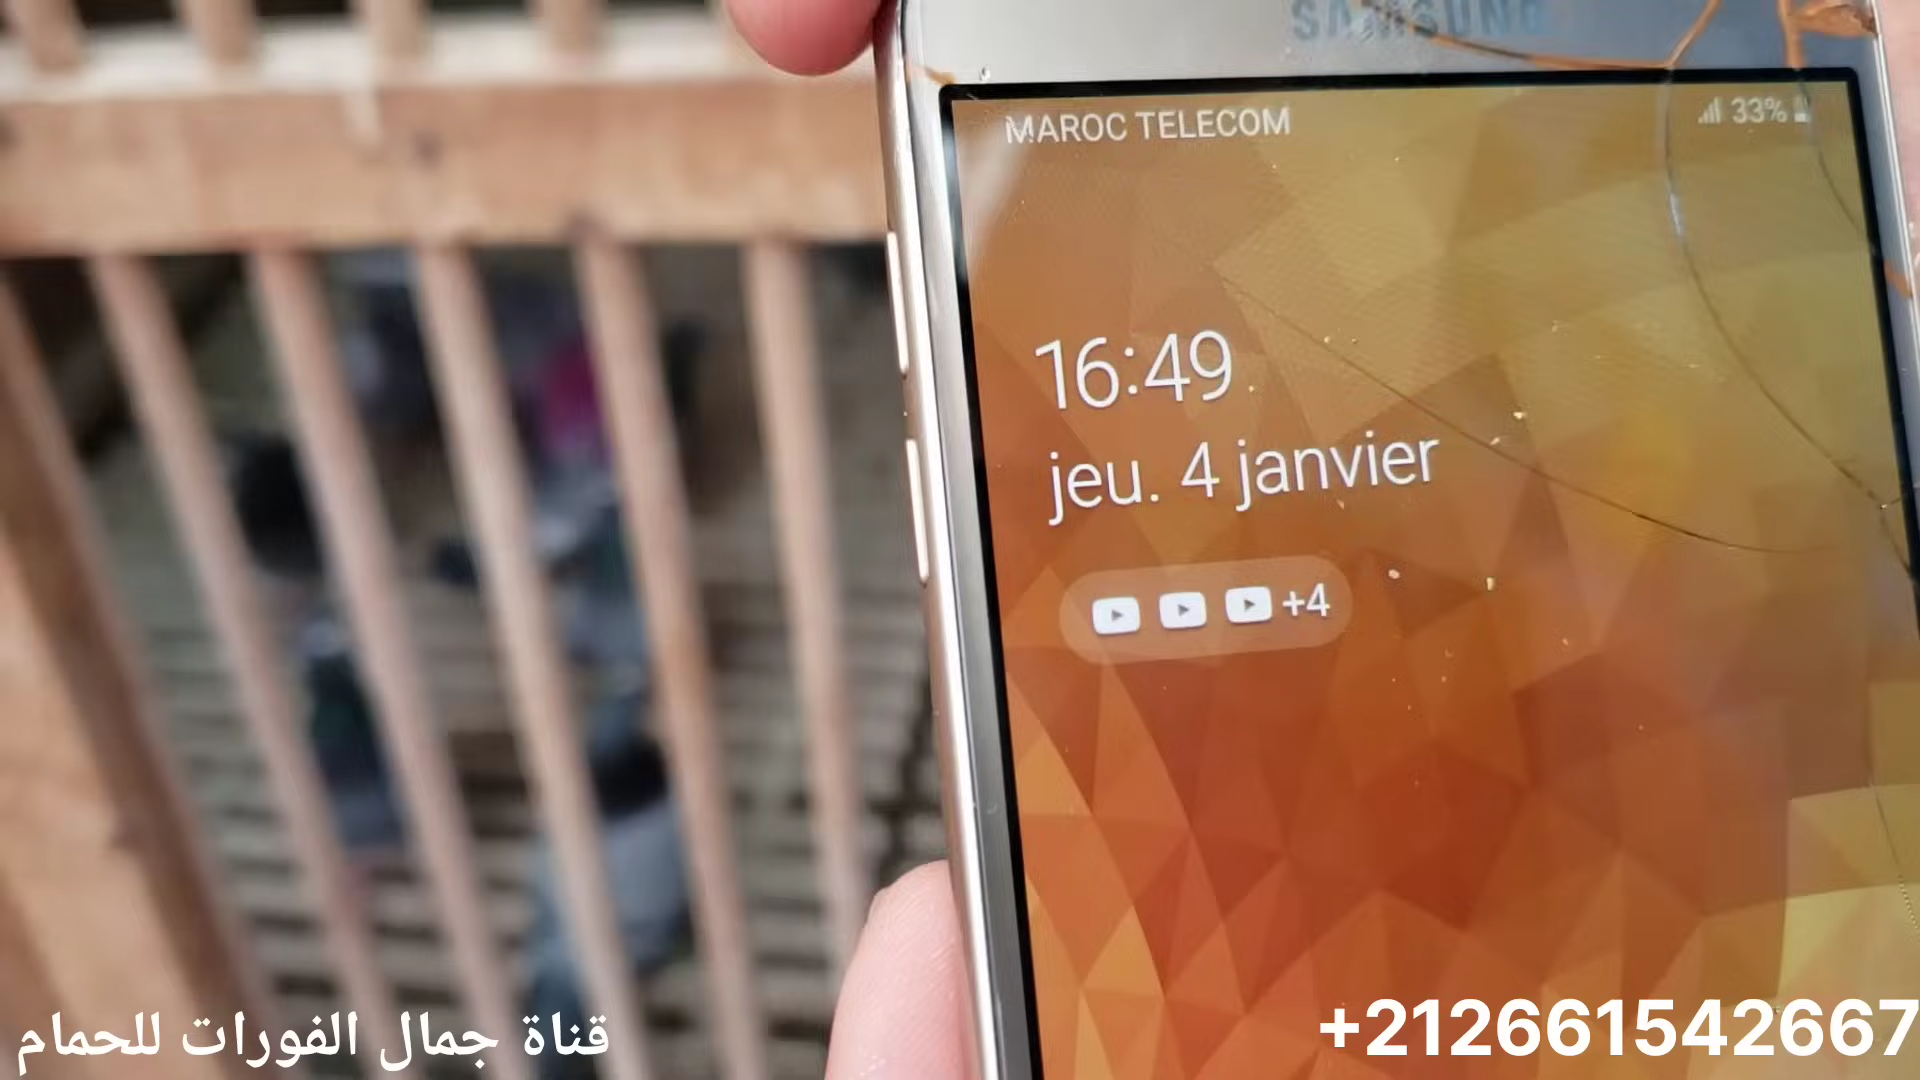 SAMSUNG
MAROC TELECOM 33%
16:49
jeu. 4 janvier
+4
قناة جمال الفورات للحمام
+212661542667